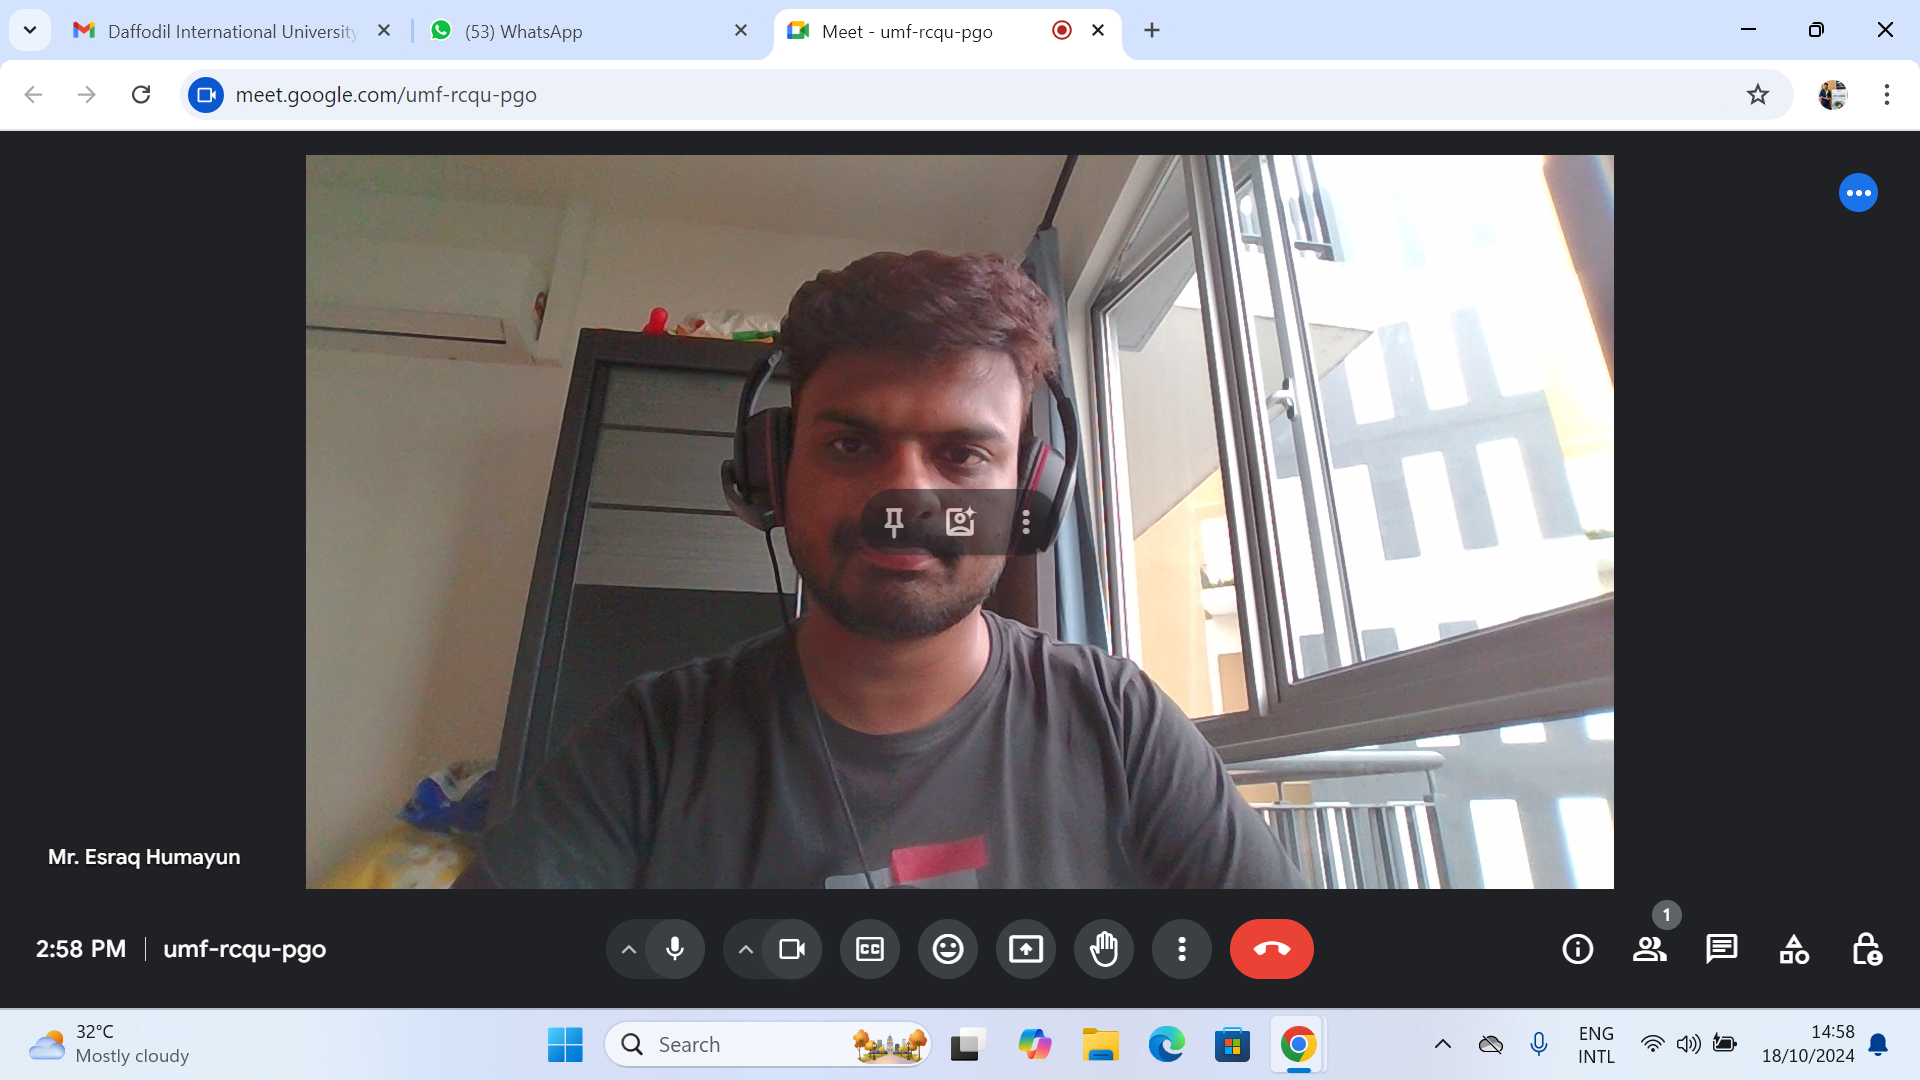 Daffodil International University
(53) WhatsApp
Meet - umf-rcqu-pgo
meet.google.com/umf-rcqu-pgo
Mr. Esraq Humayun
2:58 PM
umf-rcqu-pgo
CC
1
32°C
Mostly cloudy
Search
ENG
INTL
14:58
18/10/2024